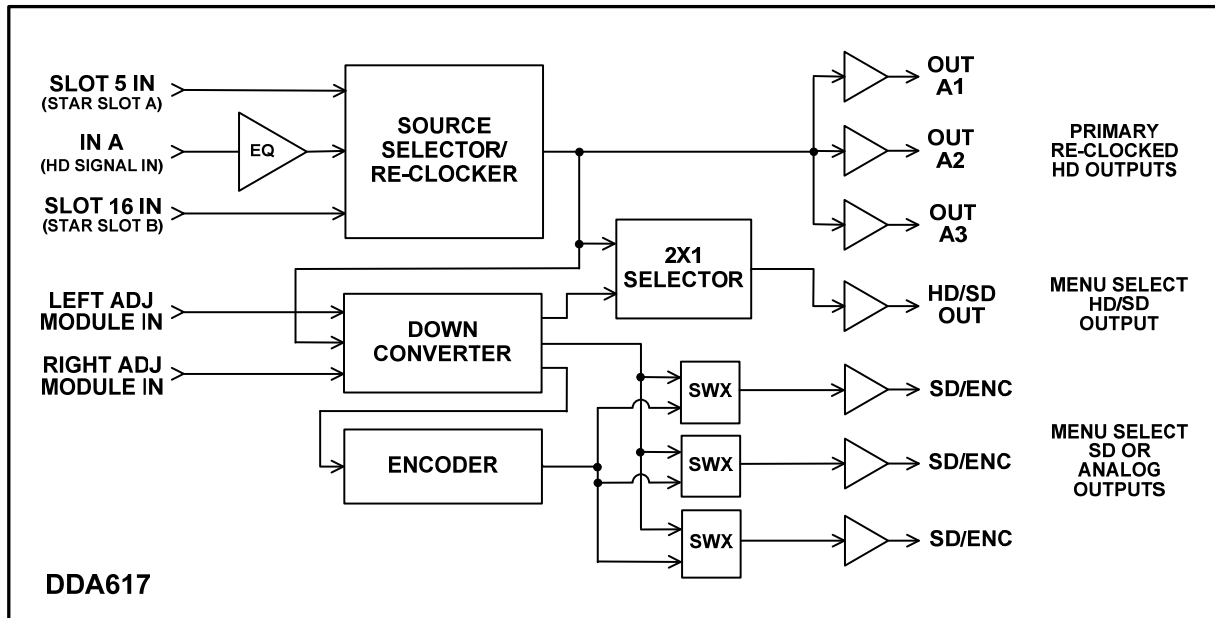 SLOT 5 IN
(STAR SLOT A)
IN A
(HD SIGNAL IN)
SLOT 16 IN
(STAR SLOT B)
EQ
SOURCE
SELECTOR/
RE-CLOCKER
OUT
A1
OUT
A2
OUT
A3
PRIMARY
RE-CLOCKED
HD OUTPUTS
2X1
SELECTOR
HD/SD
OUT
MENU SELECT
HD/SD
OUTPUT
LEFT ADJ
MODULE IN
RIGHT ADJ
MODULE IN
DOWN
CONVERTER
ENCODER
SWX
SWX
SWX
SD/ENC
SD/ENC
SD/ENC
MENU SELECT
SD OR
ANALOG
OUTPUTS
DDA617